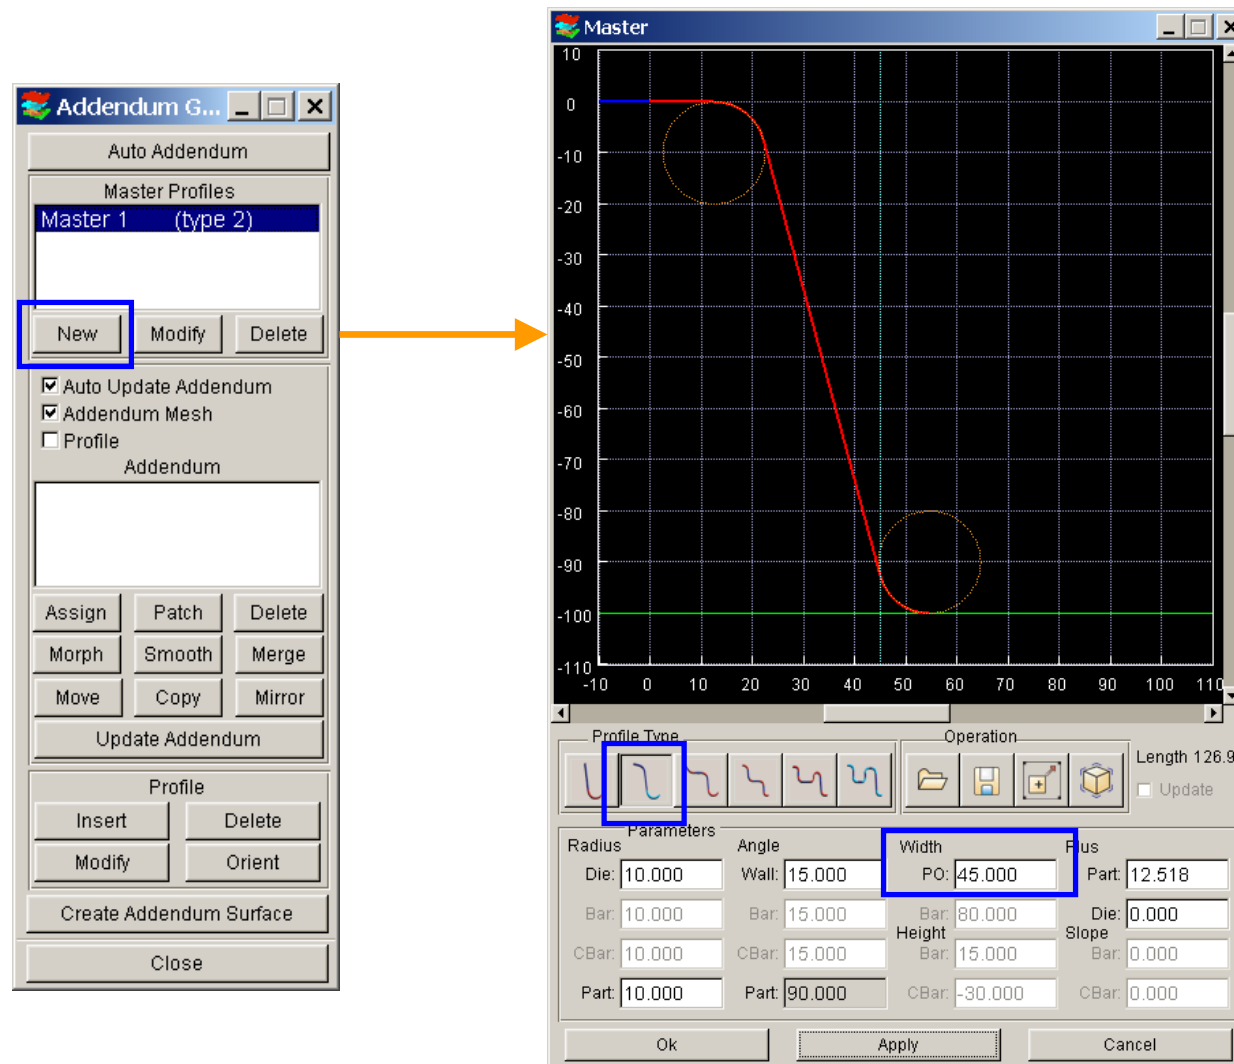 Addendum G...
Auto Addendum
Master Profiles
Master 1 (type 2)
New Modify Delete
Auto Update Addendum
Addendum Mesh
Profile
Addendum
Assign Patch Delete
Morph Smooth Merge
Move Copy Mirror
Update Addendum
Profile
Insert Delete
Modify Orient
Create Addendum Surface
Close
Master
10
0
-10
-20
-30
-40
-50
-60
-70
-80
-90
-100
-110
-10 0 10 20 30 40 50 60 70 80 90 100 110
Profile Type Operation
Length 126.9
Update
Parameters
Radius Angle Width Plus
Die: 10.000 Wall: 15.000 PO: 45.000 Part: 12.518
Bar: 10.000 Bar: 15.000 Bar: 80.000 Die: 0.000
Height Slope
CBar: 10.000 CBar: 15.000 Bar: 15.000 Bar: 0.000
Part: 10.000 Part: 90.000 CBar: -30.000 CBar: 0.000
Ok Apply Cancel